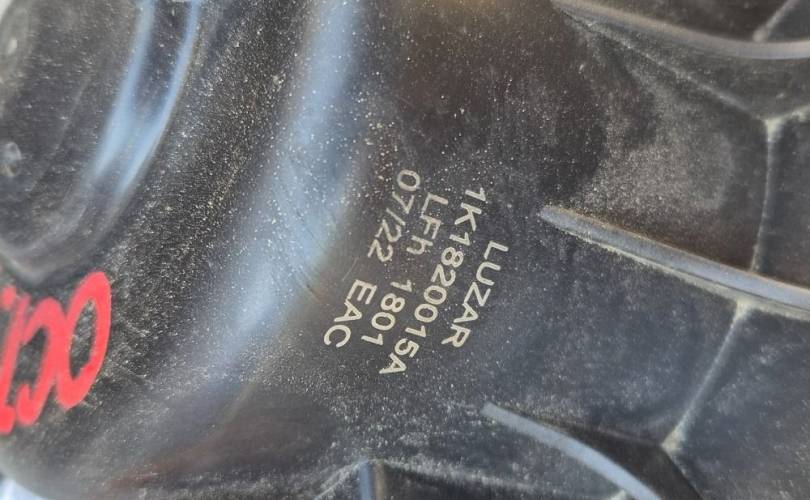 LUZAR
1K1820015A
LFh 1801
07/22 EAC